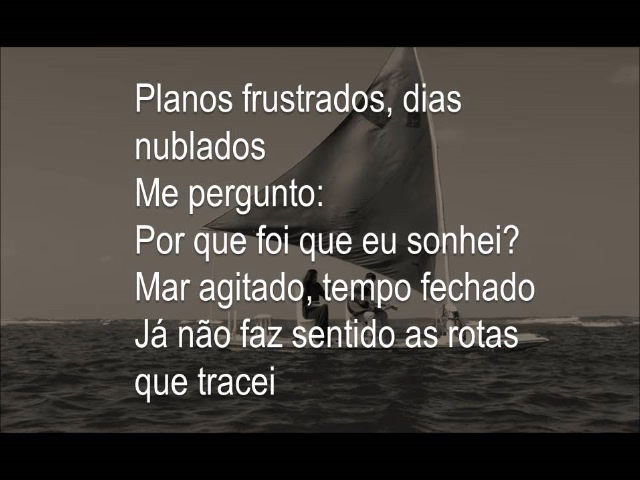 Planos frustrados, dias
nublados
Me pergunto:
Por que foi que eu sonhei?
Mar agitado, tempo fechado
Já não faz sentido as rotas
que tracei